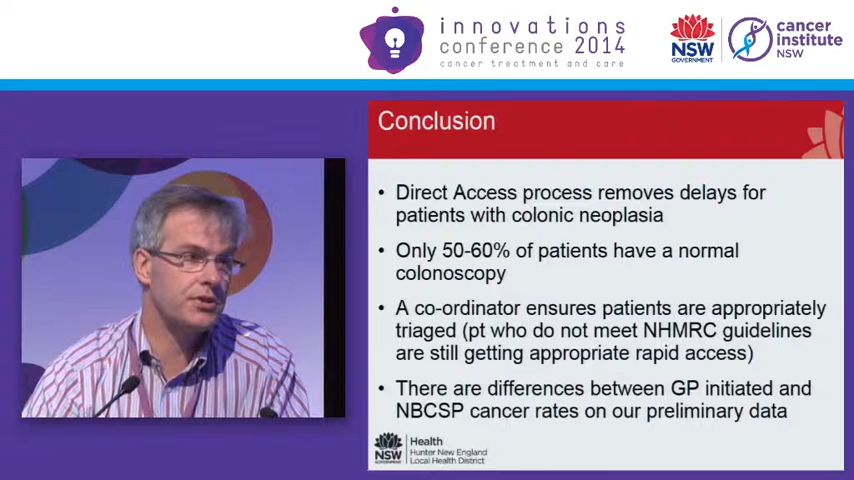 innovations
conference 2014
cancer treatment and care
NSW
GOVERNMENT
cancer
institute
NSW
Conclusion
• Direct Access process removes delays for
patients with colonic neoplasia
• Only 50-60% of patients have a normal
colonoscopy
• A co-ordinator ensures patients are appropriately
triaged (pt who do not meet NHMRC guidelines
are still getting appropriate rapid access)
• There are differences between GP initiated and
NBCSP cancer rates on our preliminary data
NSW
GOVERNMENT
Health
Hunter New England
Local Health District